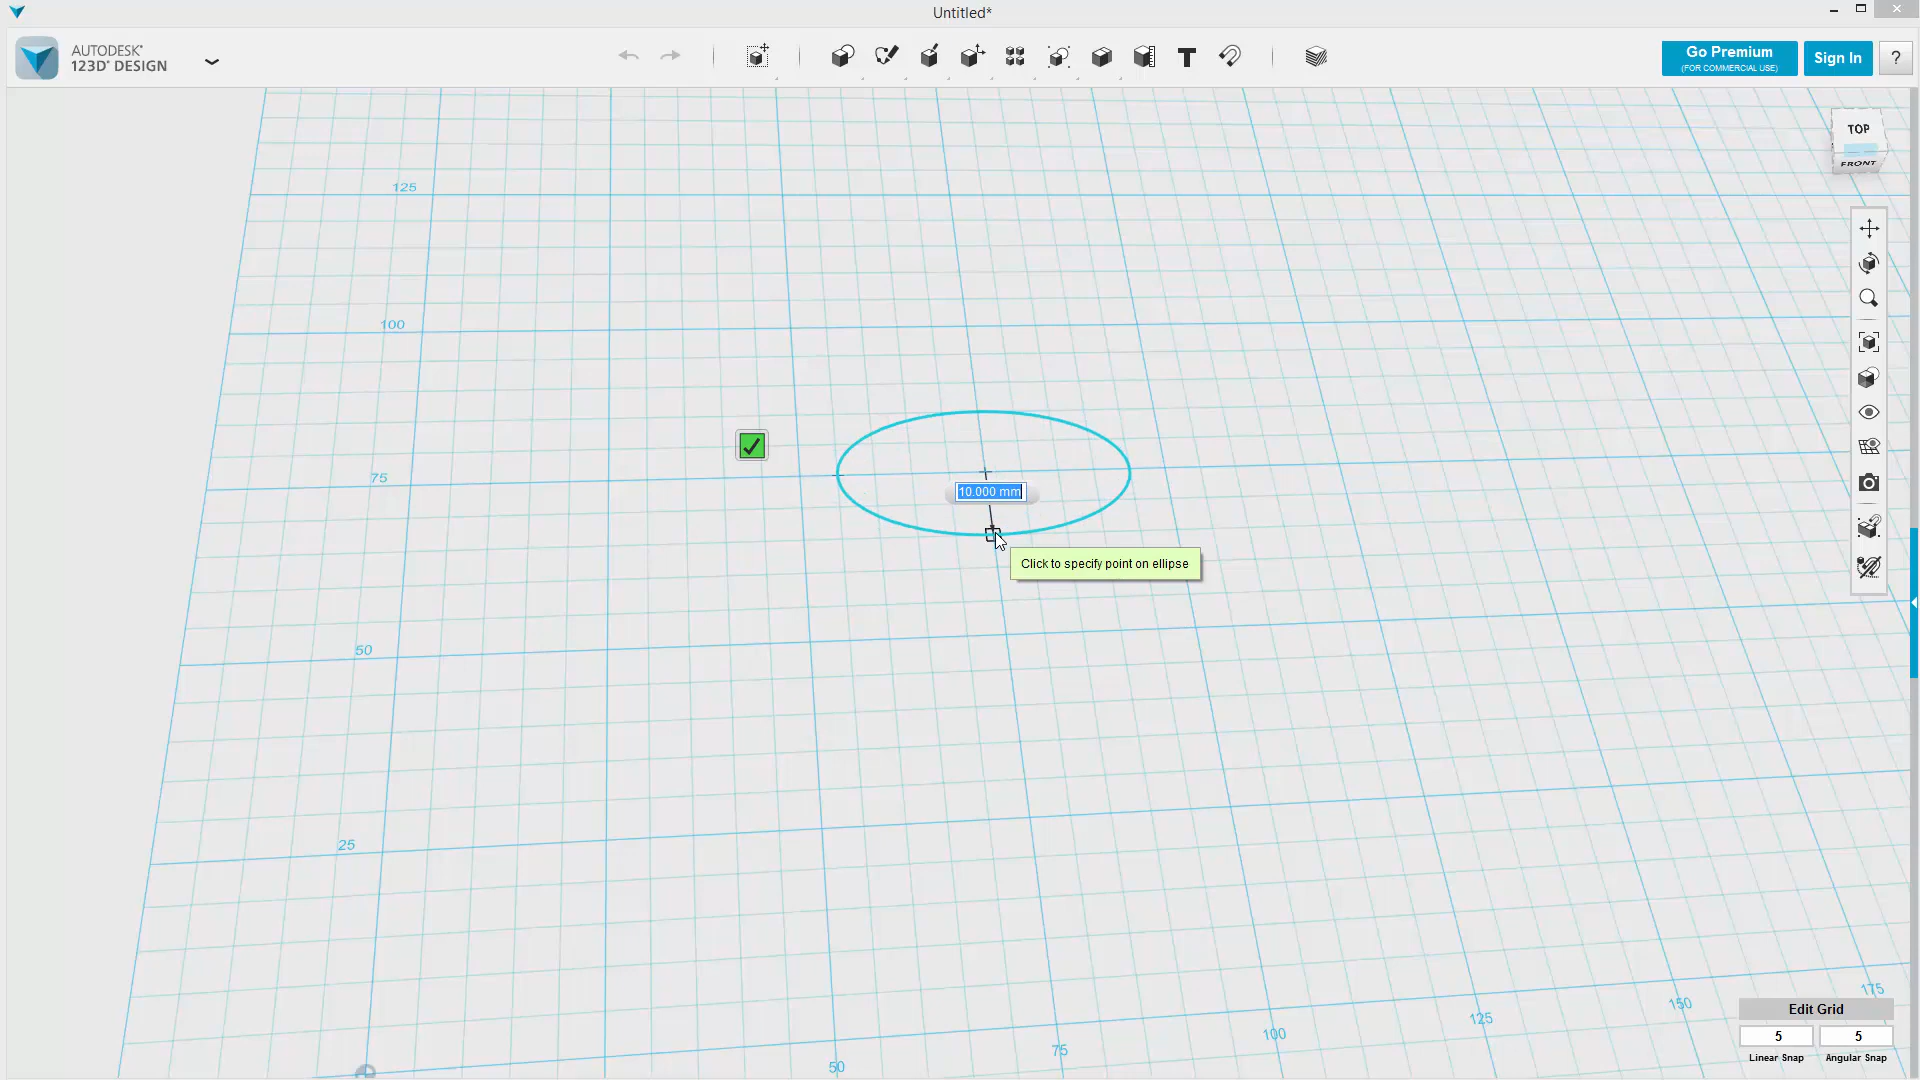 Untitled*
AUTODESK®
123D® DESIGN
Go Premium
(FOR COMMERCIAL USE)
Sign In
?
TOP
FRONT
125
100
75
10.000 mm
Click to specify point on ellipse
50
25
175
150
125
100
75
50
Edit Grid
5
5
Linear Snap
Angular Snap